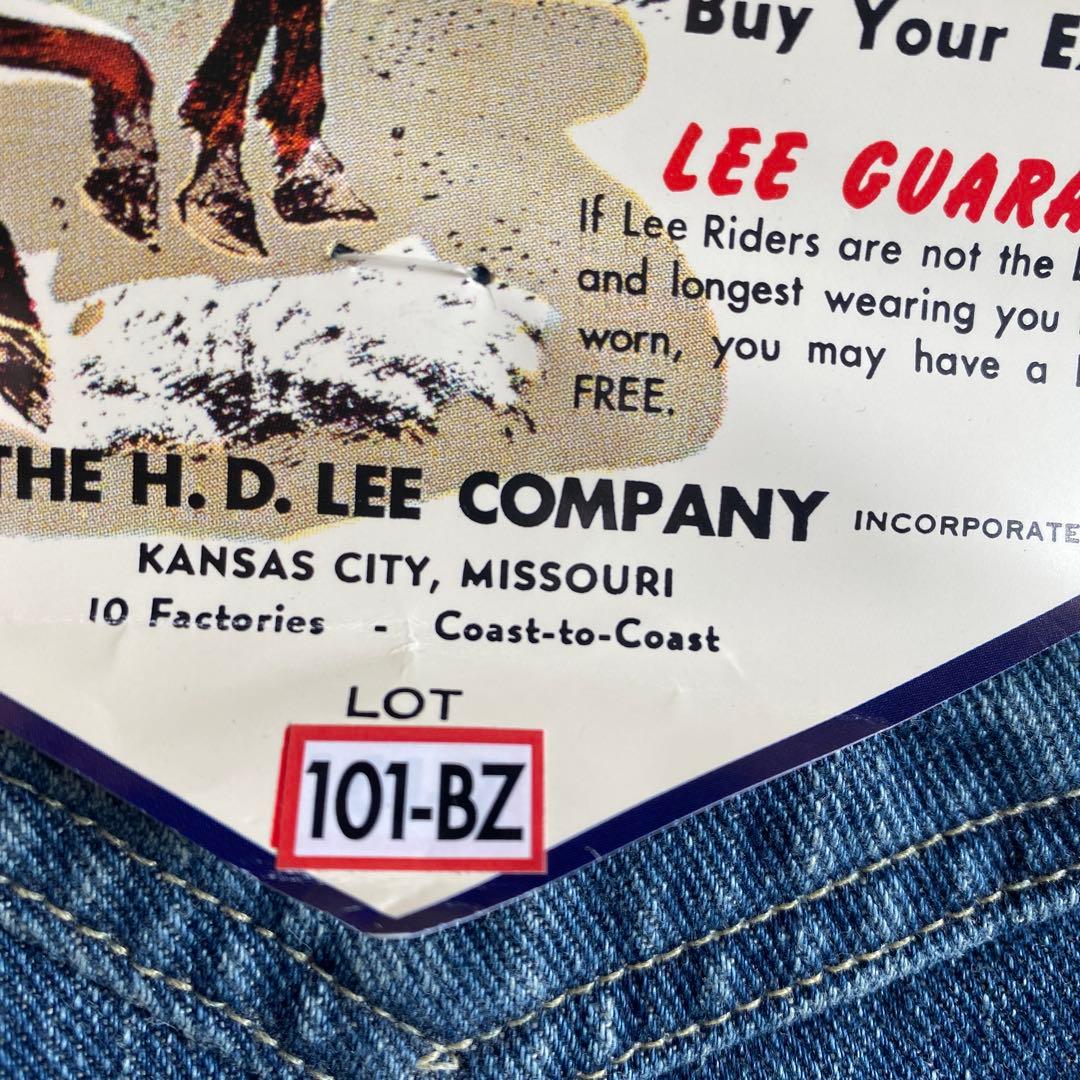 Buy Your
LEE
If Lee Riders are not the
and longest wearing you
worn, you may have a
FREE.
THE H. D. LEE COMPANY INCORPORATE
KANSAS CITY, MISSOURI
10 Factories - Coast-to-Coast
LOT
101-BZ